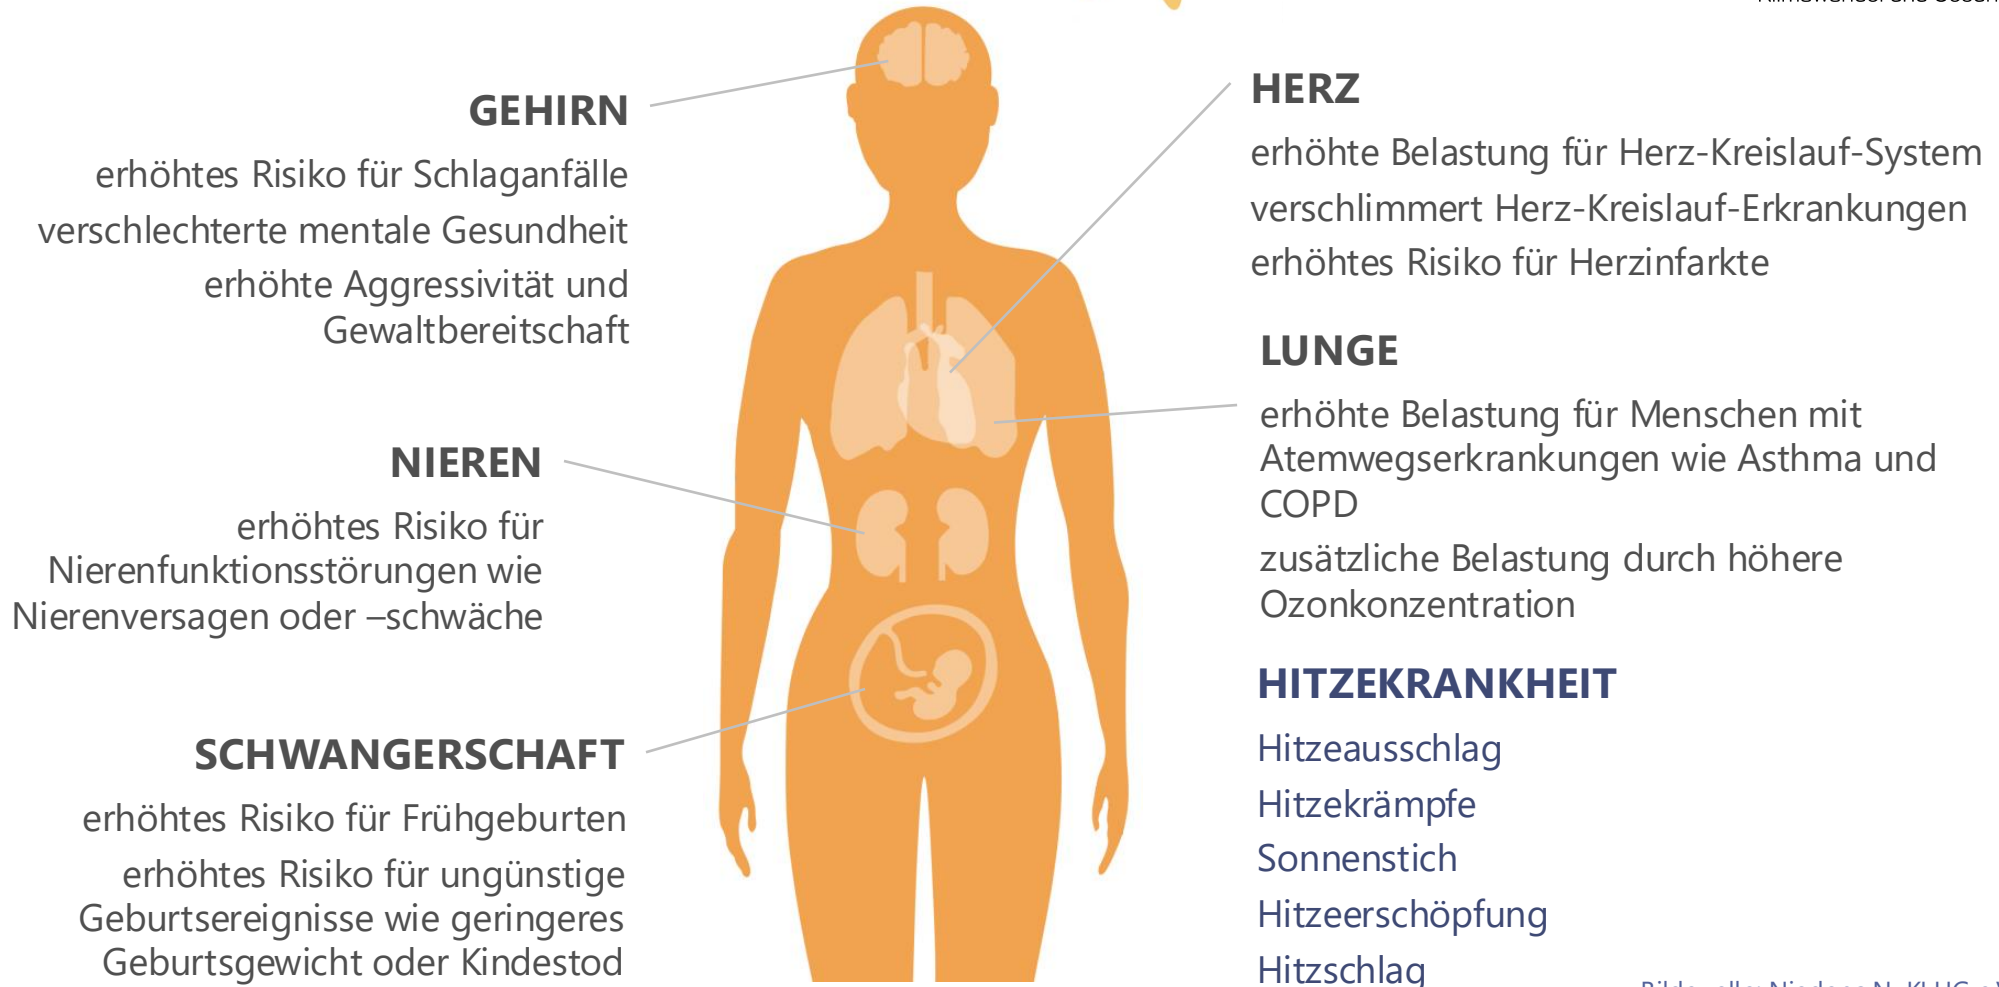 GEHIRN
erhöhtes Risiko für Schlaganfälle
verschlechterte mentale Gesundheit
erhöhte Aggressivität und
Gewaltbereitschaft
NIEREN
erhöhtes Risiko für
Nierenfunktionsstörungen wie
Nierenversagen oder –schwäche
SCHWANGERSCHAFT
erhöhtes Risiko für Frühgeburten
erhöhtes Risiko für ungünstige
Geburtsereignisse wie geringeres
Geburtsgewicht oder Kindestod
HERZ
erhöhte Belastung für Herz-Kreislauf-System
verschlimmert Herz-Kreislauf-Erkrankungen
erhöhtes Risiko für Herzinfarkte
LUNGE
erhöhte Belastung für Menschen mit
Atemwegserkrankungen wie Asthma und
COPD
zusätzliche Belastung durch höhere
Ozonkonzentration
HITZEKRANKHEIT
Hitzeausschlag
Hitzekrämpfe
Sonnenstich
Hitzeerschöpfung
Hitzschlag